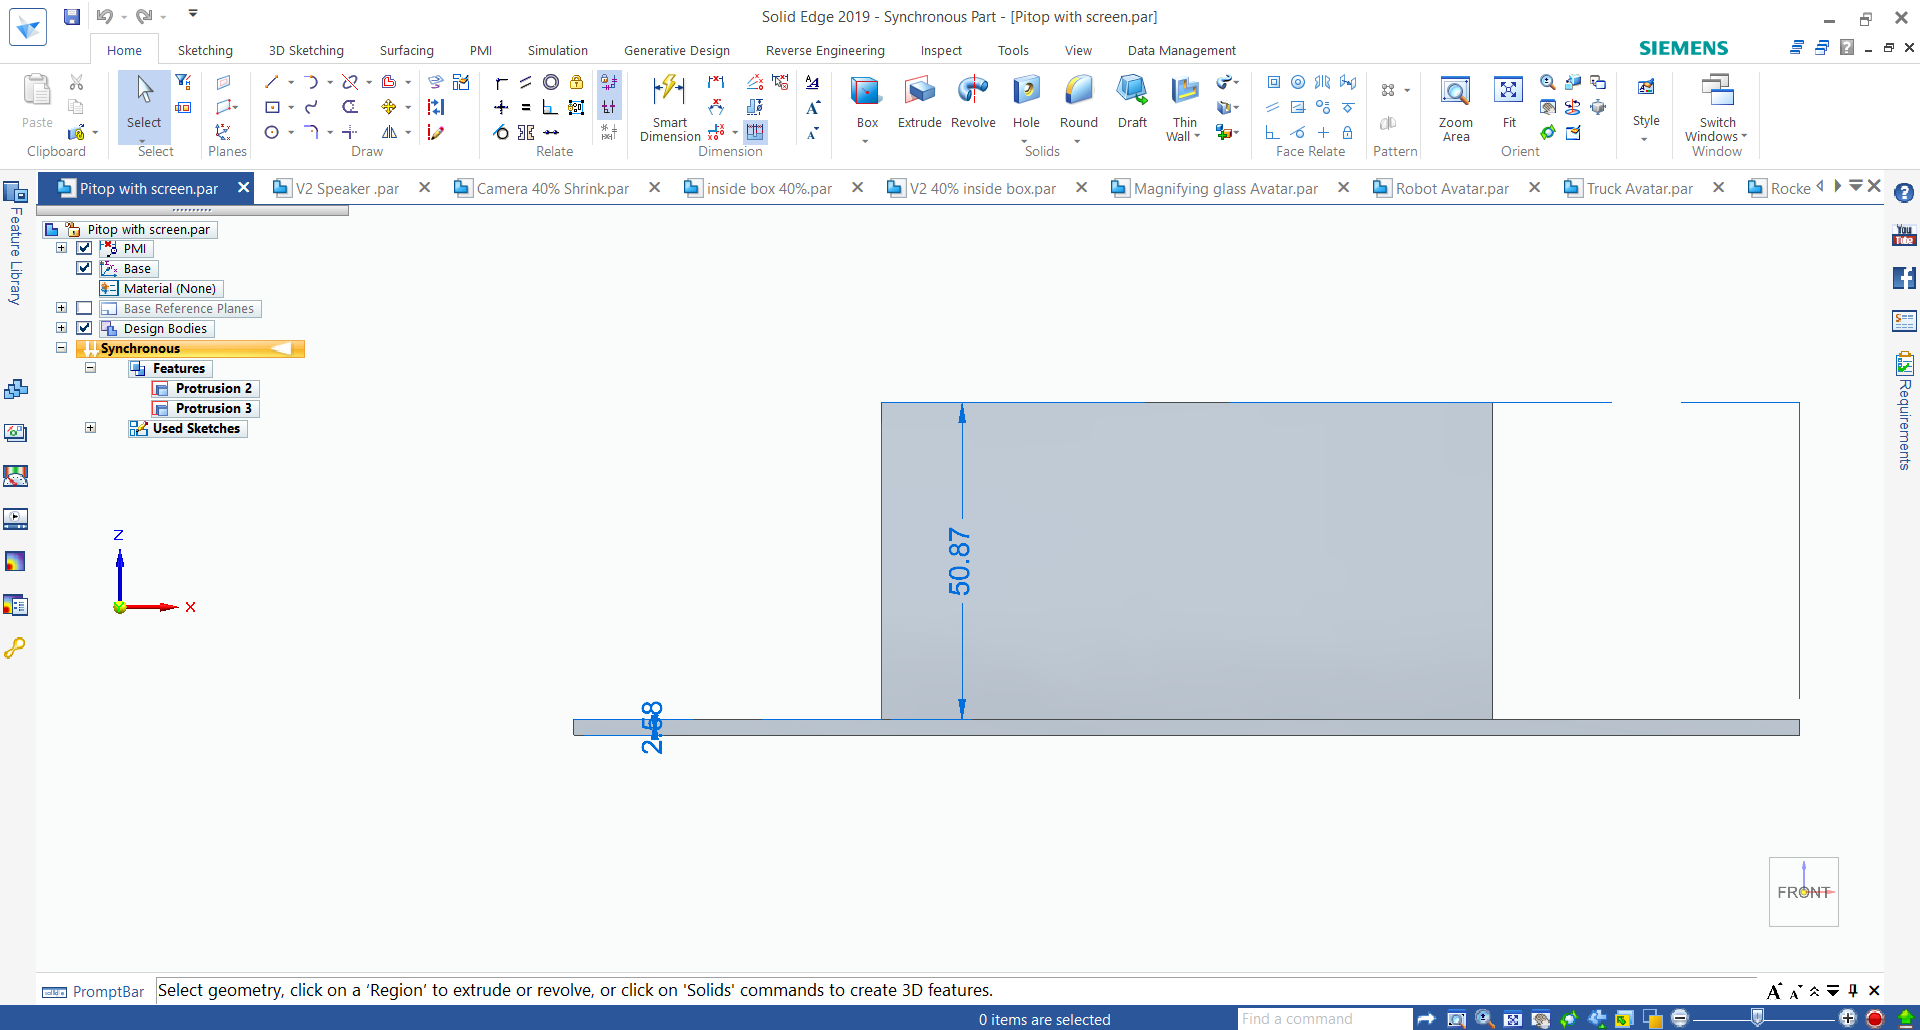 Solid Edge 2019 - Synchronous Part - [Pitop with screen.par]
Home Sketching 3D Sketching Surfacing PMI Simulation Generative Design Reverse Engineering Inspect Tools View Data Management SIEMENS
Paste
Clipboard
Select
Select
Planes
Draw
Relate
Smart Dimension
Dimension
Box Extrude Revolve Hole Round Draft Thin Wall
Solids
Face Relate
Pattern
Zoom Area Fit
Orient
Style
Switch Windows
Window
Pitop with screen.par V2 Speaker .par Camera 40% Shrink.par inside box 40%.par V2 40% inside box.par Magnifying glass Avatar.par Robot Avatar.par Truck Avatar.par Rocke
Feature Library
Pitop with screen.par
PMI
Base
Material (None)
Base Reference Planes
Design Bodies
Synchronous
Features
Protrusion 2
Protrusion 3
Used Sketches
You Tube
Requirements
Z
X
50.87
2.58
FRONT
PromptBar Select geometry, click on a ‘Region’ to extrude or revolve, or click on 'Solids' commands to create 3D features.
0 items are selected Find a command